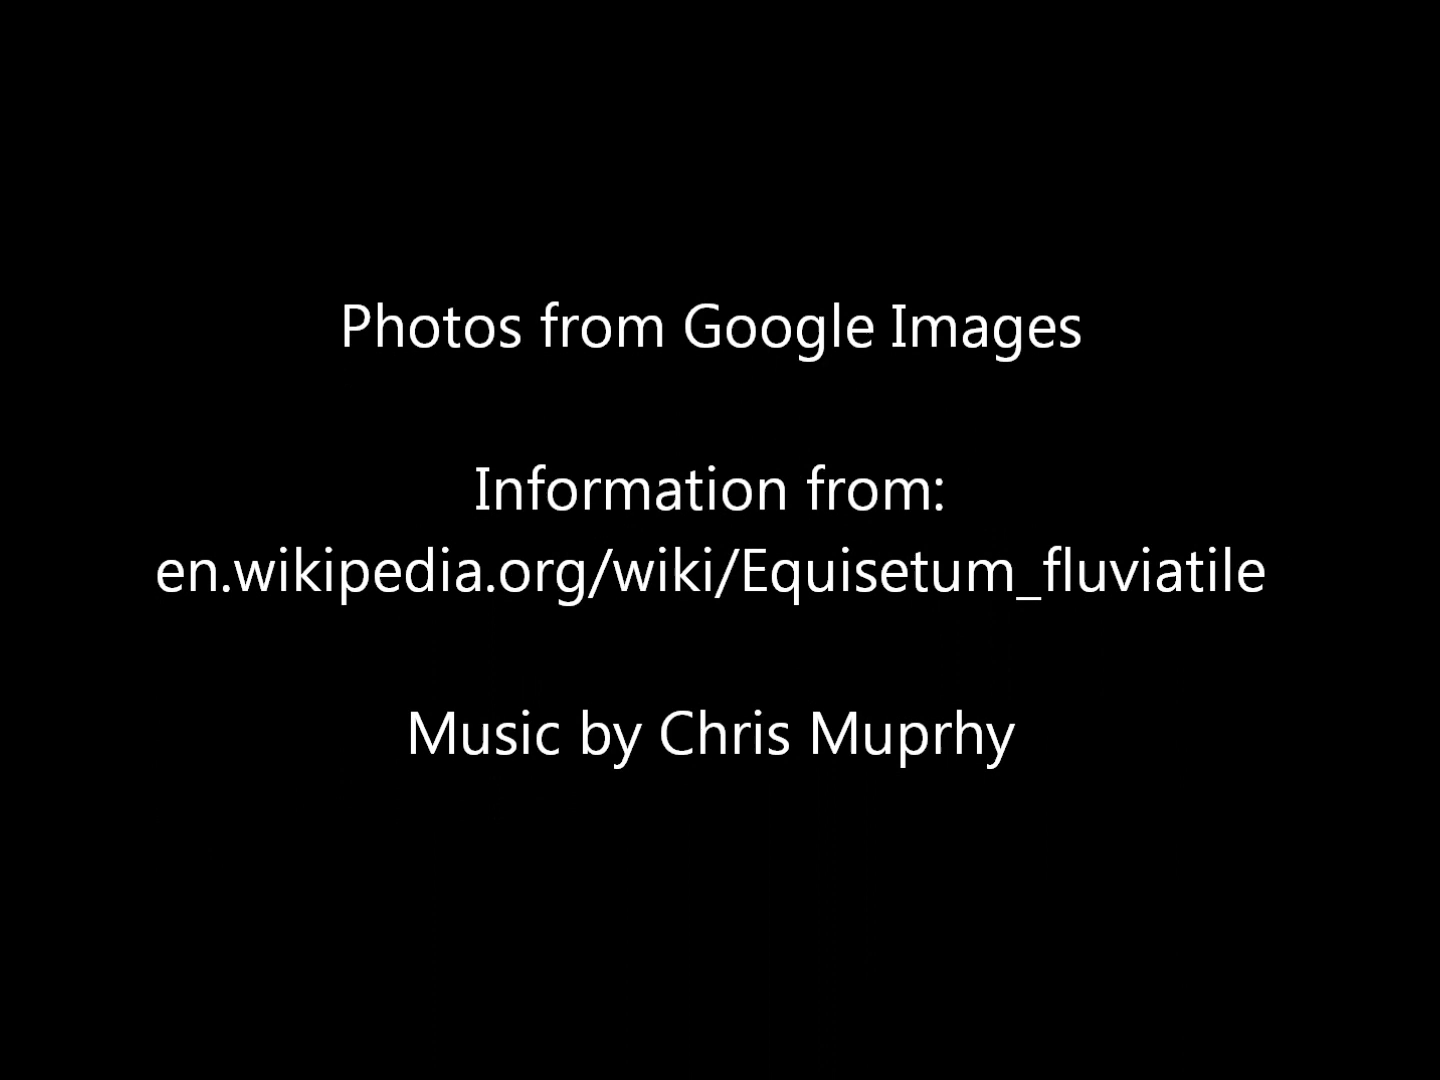 Photos from Google Images
Information from:
en.wikipedia.org/wiki/Equisetum_fluviatile
Music by Chris Muprhy